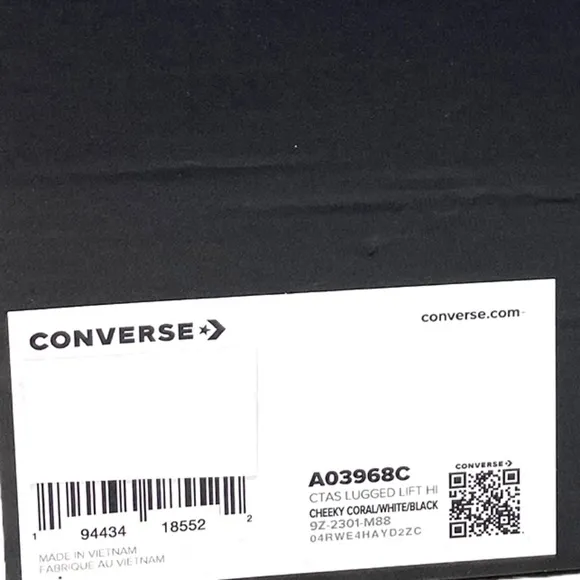 CONVERSE
converse.com
A03968C
CTAS LUGGED LIFT HI
CHEEKY CORAL/WHITE/BLACK
9Z-2301-M88
04RWE4HAYD2ZC
CONVERSE
1 94434 18552 2
MADE IN VIETNAM
FABRIQUE AU VIETNAM